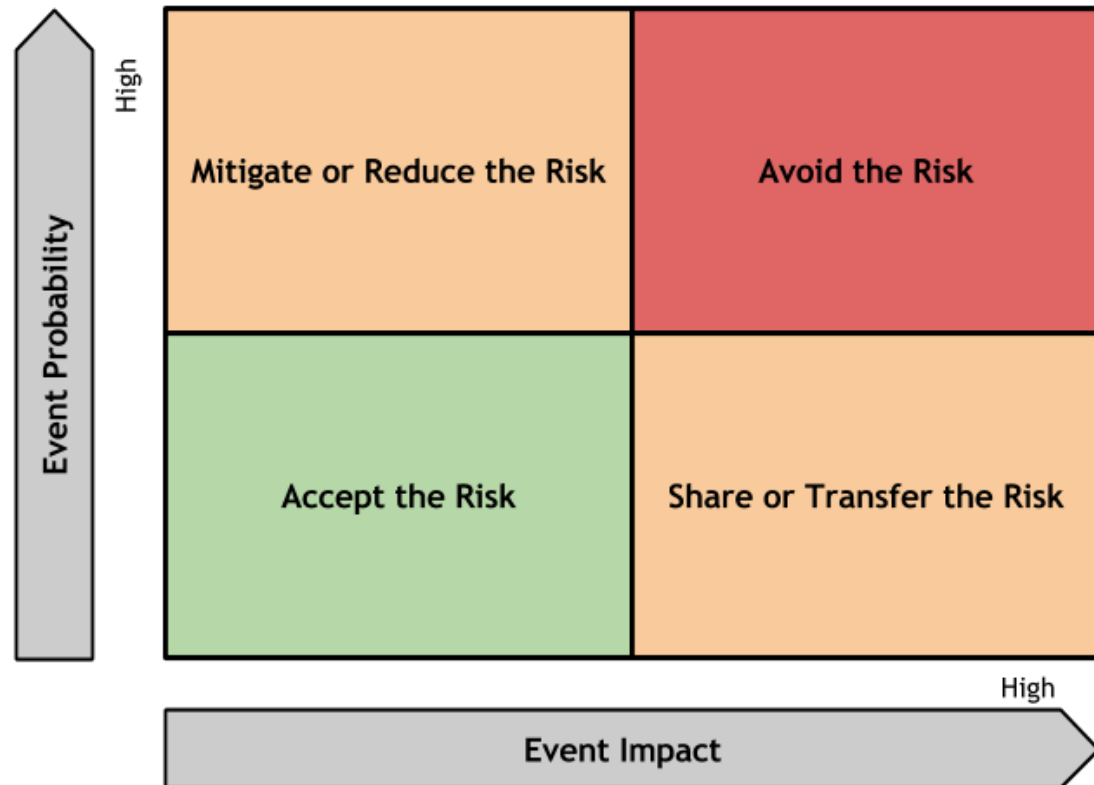 High
Event Probability
Mitigate or Reduce the Risk
Avoid the Risk
Accept the Risk
Share or Transfer the Risk
High
Event Impact